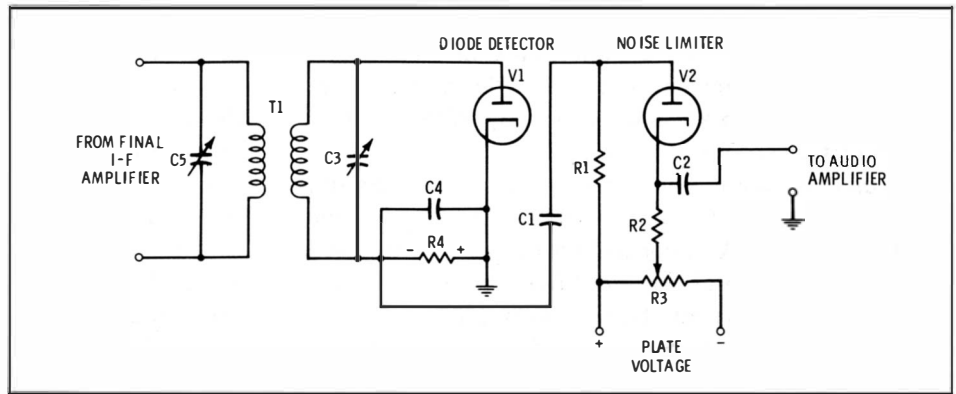 DIODE DETECTOR
NOISE LIMITER
V1
V2
T1
FROM FINAL
I-F
AMPLIFIER
C5
C3
C4
R4
- +
C1
R1
C2
R2
R3
TO AUDIO
AMPLIFIER
+ -
PLATE
VOLTAGE